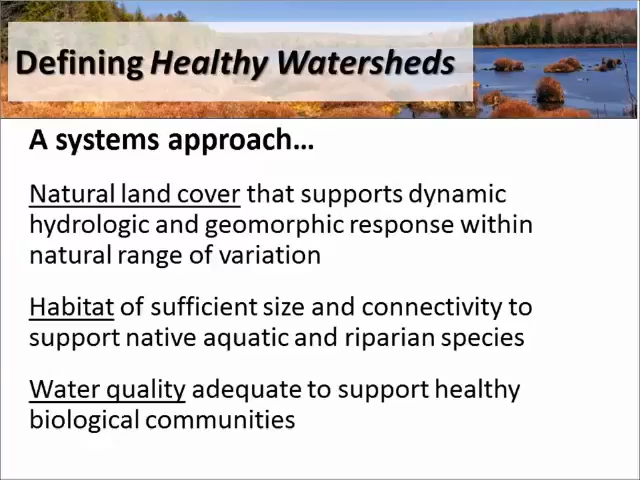 Defining Healthy Watersheds
A systems approach...
Natural land cover that supports dynamic
hydrologic and geomorphic response within
natural range of variation
Habitat of sufficient size and connectivity to
support native aquatic and riparian species
Water quality adequate to support healthy
biological communities